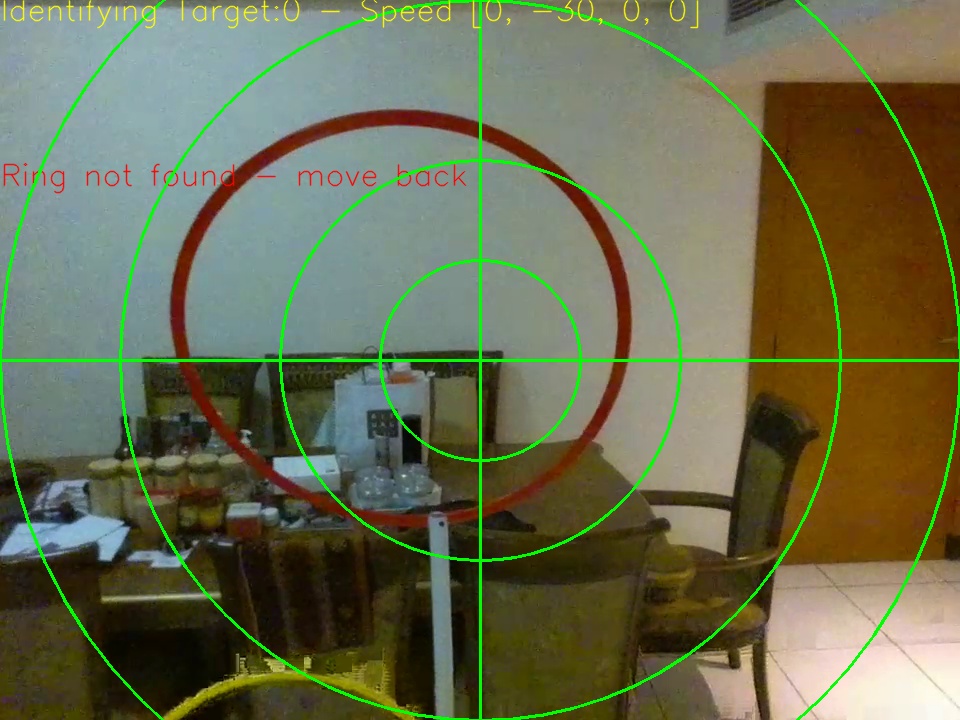 Identifying Target:0 - Speed [0, -30, 0, 0]
Ring not found - move back